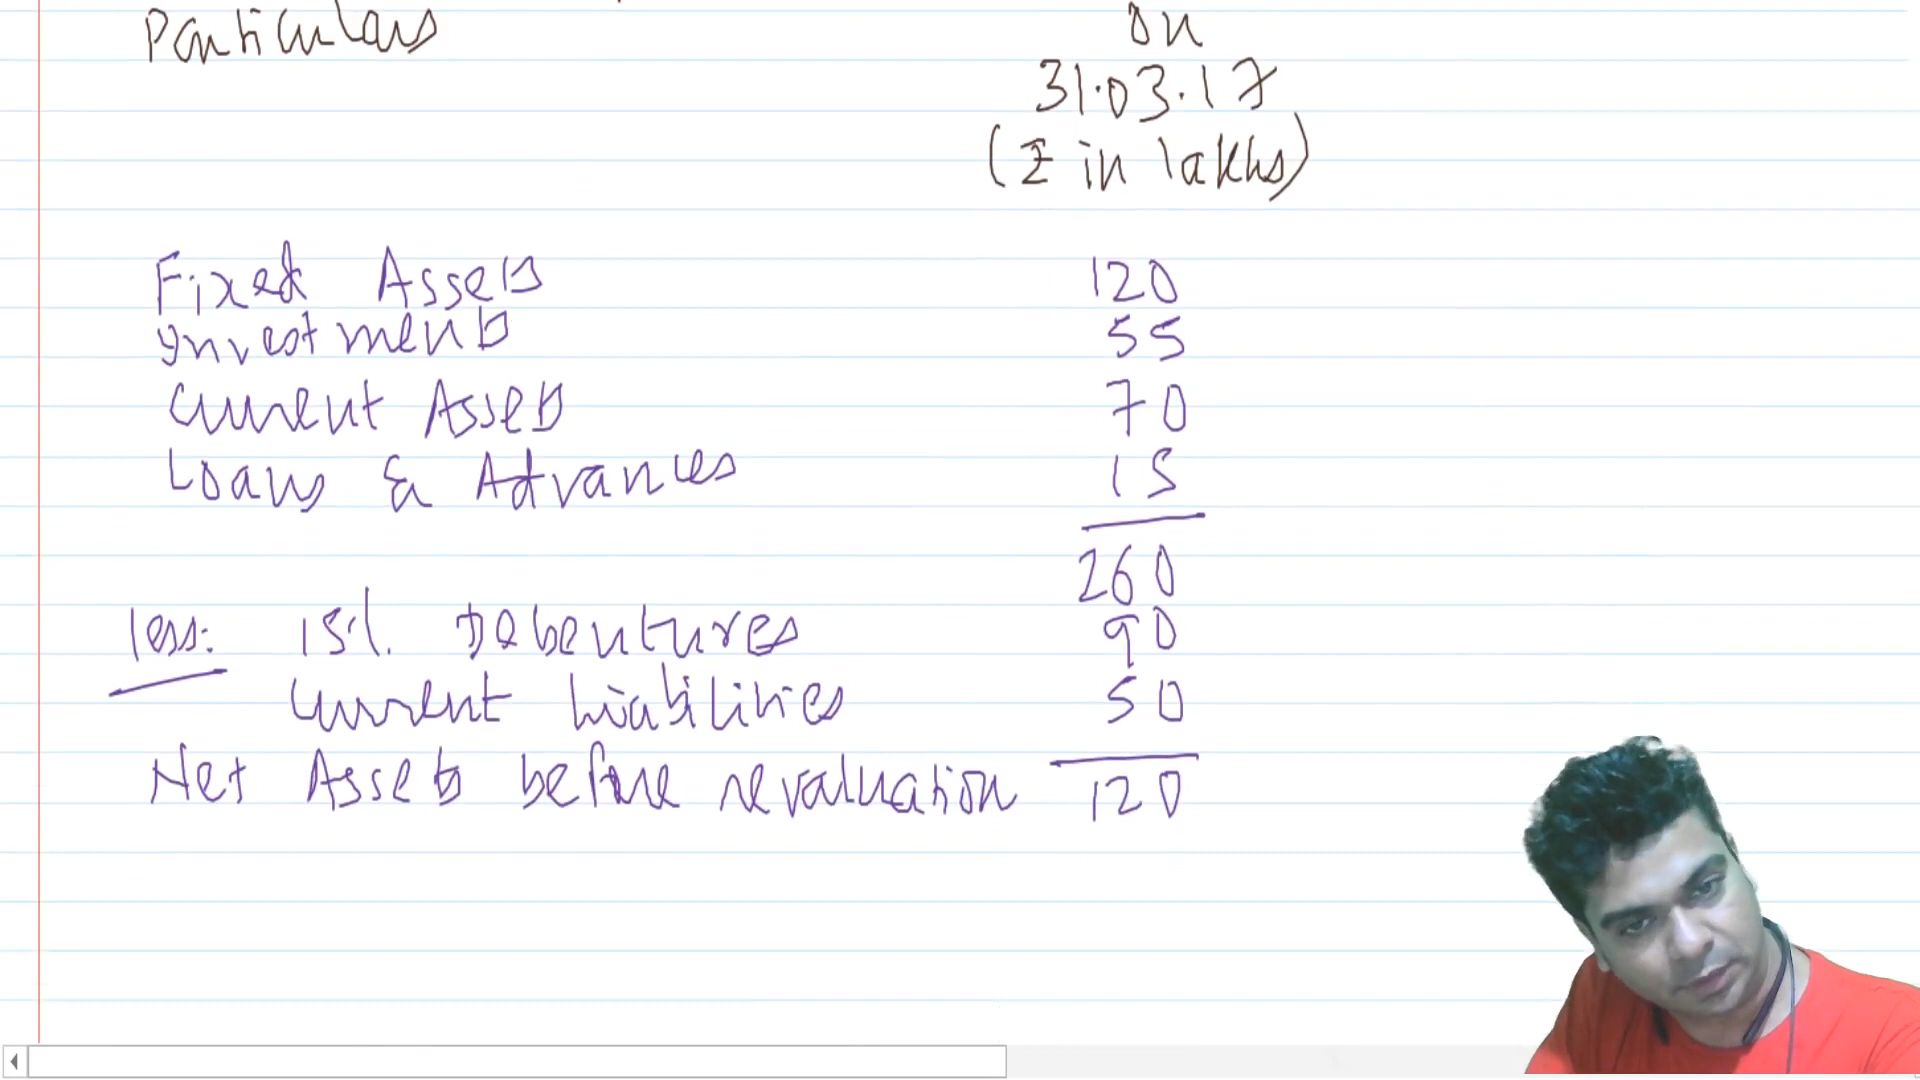 Particulars on
31.03.17
(₹ in lakhs)
Fixed Assets 120
Investments 55
Current Assets 70
Loans & Advances 15
260
less: 15% Debentures 90
Current Liabilities 50
Net Assets before revaluation 120